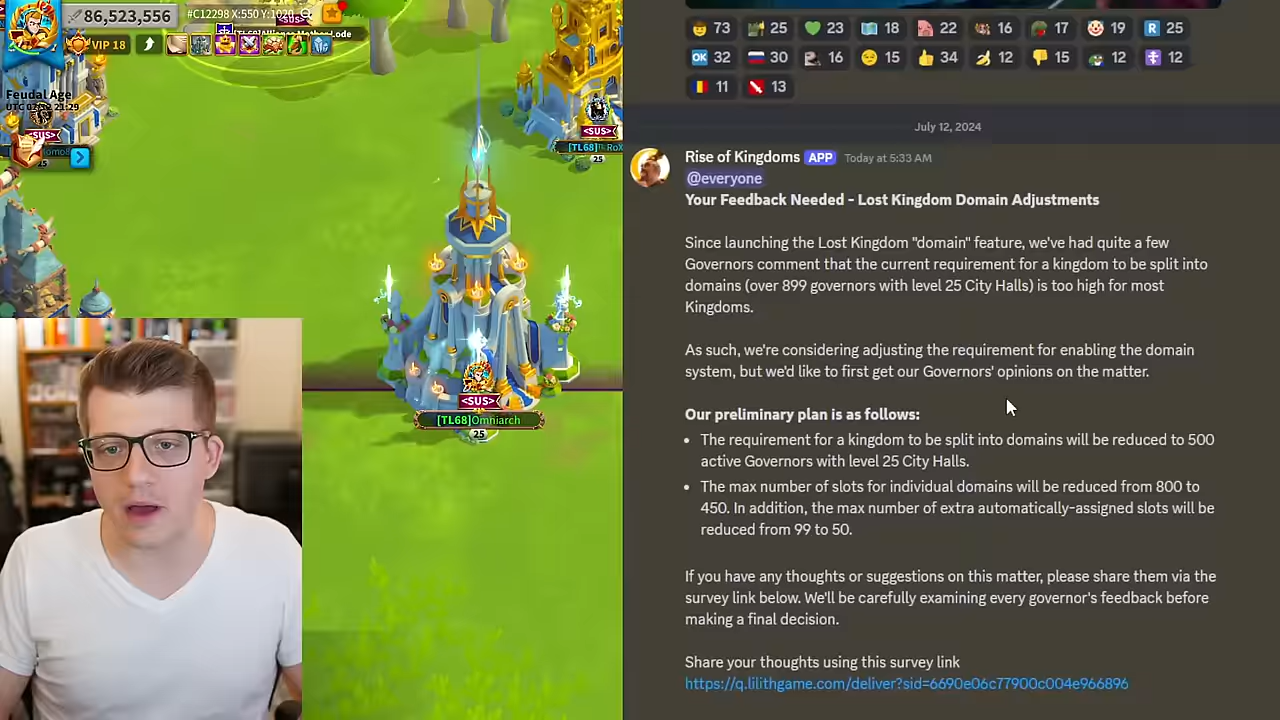 86,523,556
#C12298 X:550 Y:1020
VIP 18
Feudal Age
<SUS>
<SUS>
[TL68]
25
<SUS>
[TL68]Omniarch
25
73 25 23 18 22 16 17 19 R 25
OK 32 30 16 15 34 12 15 12 12
11 13
July 12, 2024
Rise of Kingdoms APP Today at 5:33 AM
@everyone
Your Feedback Needed - Lost Kingdom Domain Adjustments
Since launching the Lost Kingdom "domain" feature, we've had quite a few
Governors comment that the current requirement for a kingdom to be split into
domains (over 899 governors with level 25 City Halls) is too high for most
Kingdoms.
As such, we're considering adjusting the requirement for enabling the domain
system, but we'd like to first get our Governors' opinions on the matter.
Our preliminary plan is as follows:
• The requirement for a kingdom to be split into domains will be reduced to 500
active Governors with level 25 City Halls.
• The max number of slots for individual domains will be reduced from 800 to
450. In addition, the max number of extra automatically-assigned slots will be
reduced from 99 to 50.
If you have any thoughts or suggestions on this matter, please share them via the
survey link below. We'll be carefully examining every governor's feedback before
making a final decision.
Share your thoughts using this survey link
https://q.lilithgame.com/deliver?sid=6690e06c77900c004e966896